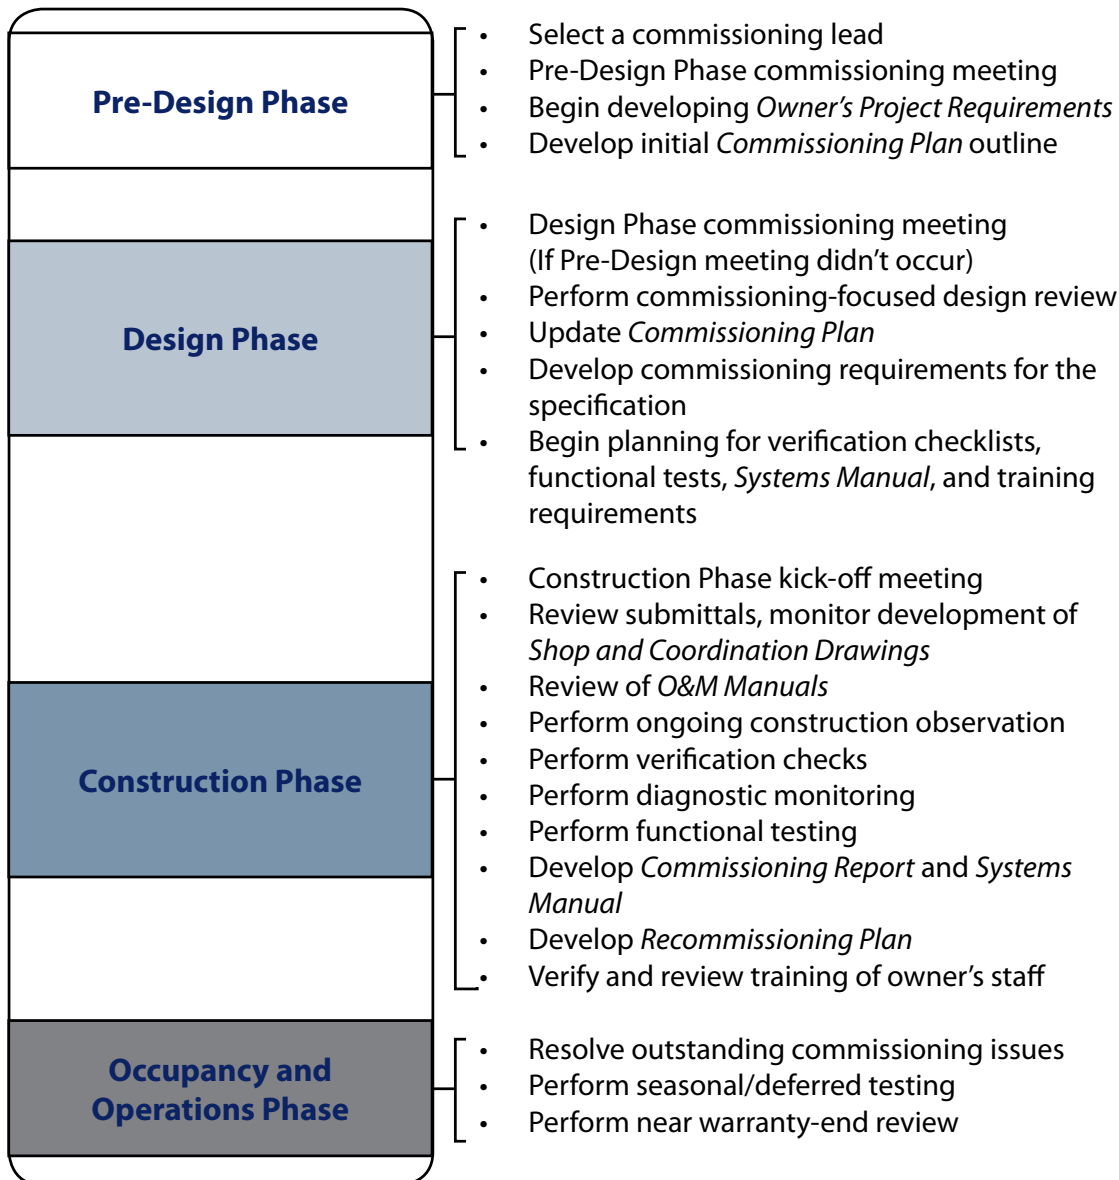 Pre-Design Phase
• Select a commissioning lead
• Pre-Design Phase commissioning meeting
• Begin developing Owner’s Project Requirements
• Develop initial Commissioning Plan outline
Design Phase
• Design Phase commissioning meeting
(If Pre-Design meeting didn’t occur)
• Perform commissioning-focused design review
• Update Commissioning Plan
• Develop commissioning requirements for the
specification
• Begin planning for verification checklists,
functional tests, Systems Manual, and training
requirements
Construction Phase
• Construction Phase kick-off meeting
• Review submittals, monitor development of
Shop and Coordination Drawings
• Review of O&M Manuals
• Perform ongoing construction observation
• Perform verification checks
• Perform diagnostic monitoring
• Perform functional testing
• Develop Commissioning Report and Systems
Manual
• Develop Recommissioning Plan
• Verify and review training of owner’s staff
Occupancy and
Operations Phase
• Resolve outstanding commissioning issues
• Perform seasonal/deferred testing
• Perform near warranty-end review